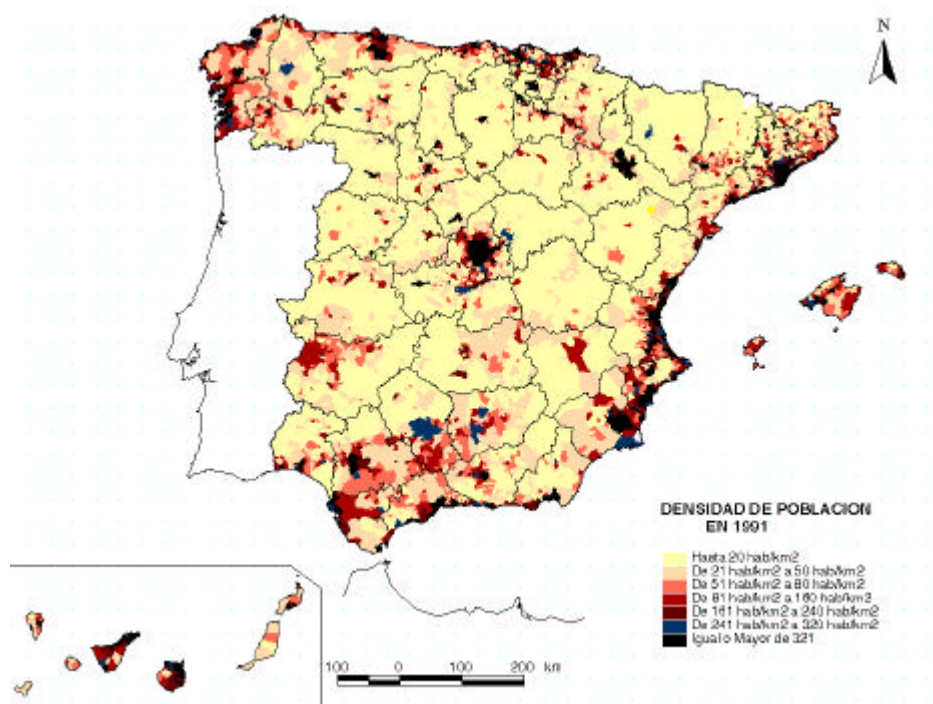 N
DENSIDAD DE POBLACION
EN 1991
Hasta 20 hab/km2
De 21 hab/km2 a 50 hab/km2
De 51 hab/km2 a 80 hab/km2
De 81 hab/km2 a 160 hab/km2
De 161 hab/km2 a 240 hab/km2
De 241 hab/km2 a 320 hab/km2
Igual o Mayor de 321
100 0 100 200 km